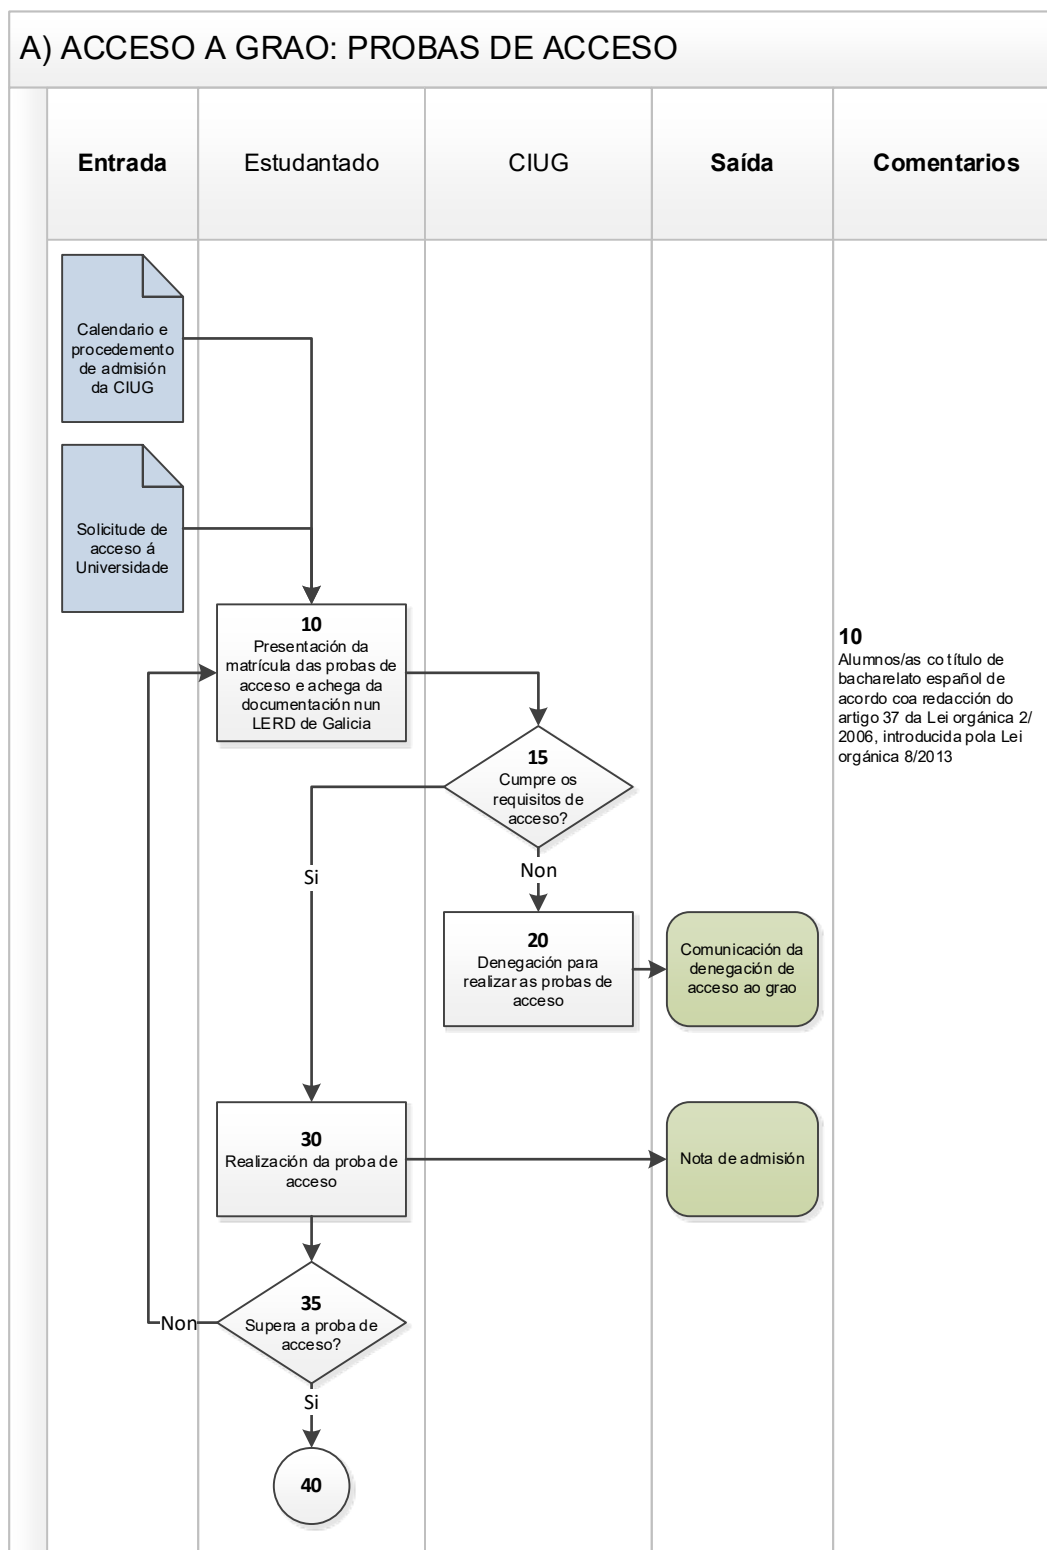 A) ACCESO A GRAO: PROBAS DE ACCESO
Entrada
Estudantado
CIUG
Saída
Comentarios
Calendario e
procedemento
de admisión
da CIUG
Solicitude de
acceso á
Universidade
10
Presentación da
matrícula das probas de
acceso e achega da
documentación nun
LERD de Galicia
10
Alumnos/as co título de
bacharelato español de
acordo coa redacción do
artigo 37 da Lei orgánica 2/
2006, introducida pola Lei
orgánica 8/2013
15
Cumpre os
requisitos de
acceso?
Si
Non
20
Denegación para
realizar as probas de
acceso
Comunicación da
denegación de
acceso ao grao
30
Realización da proba de
acceso
Nota de admisión
35
Supera a proba de
acceso?
Non
Si
40